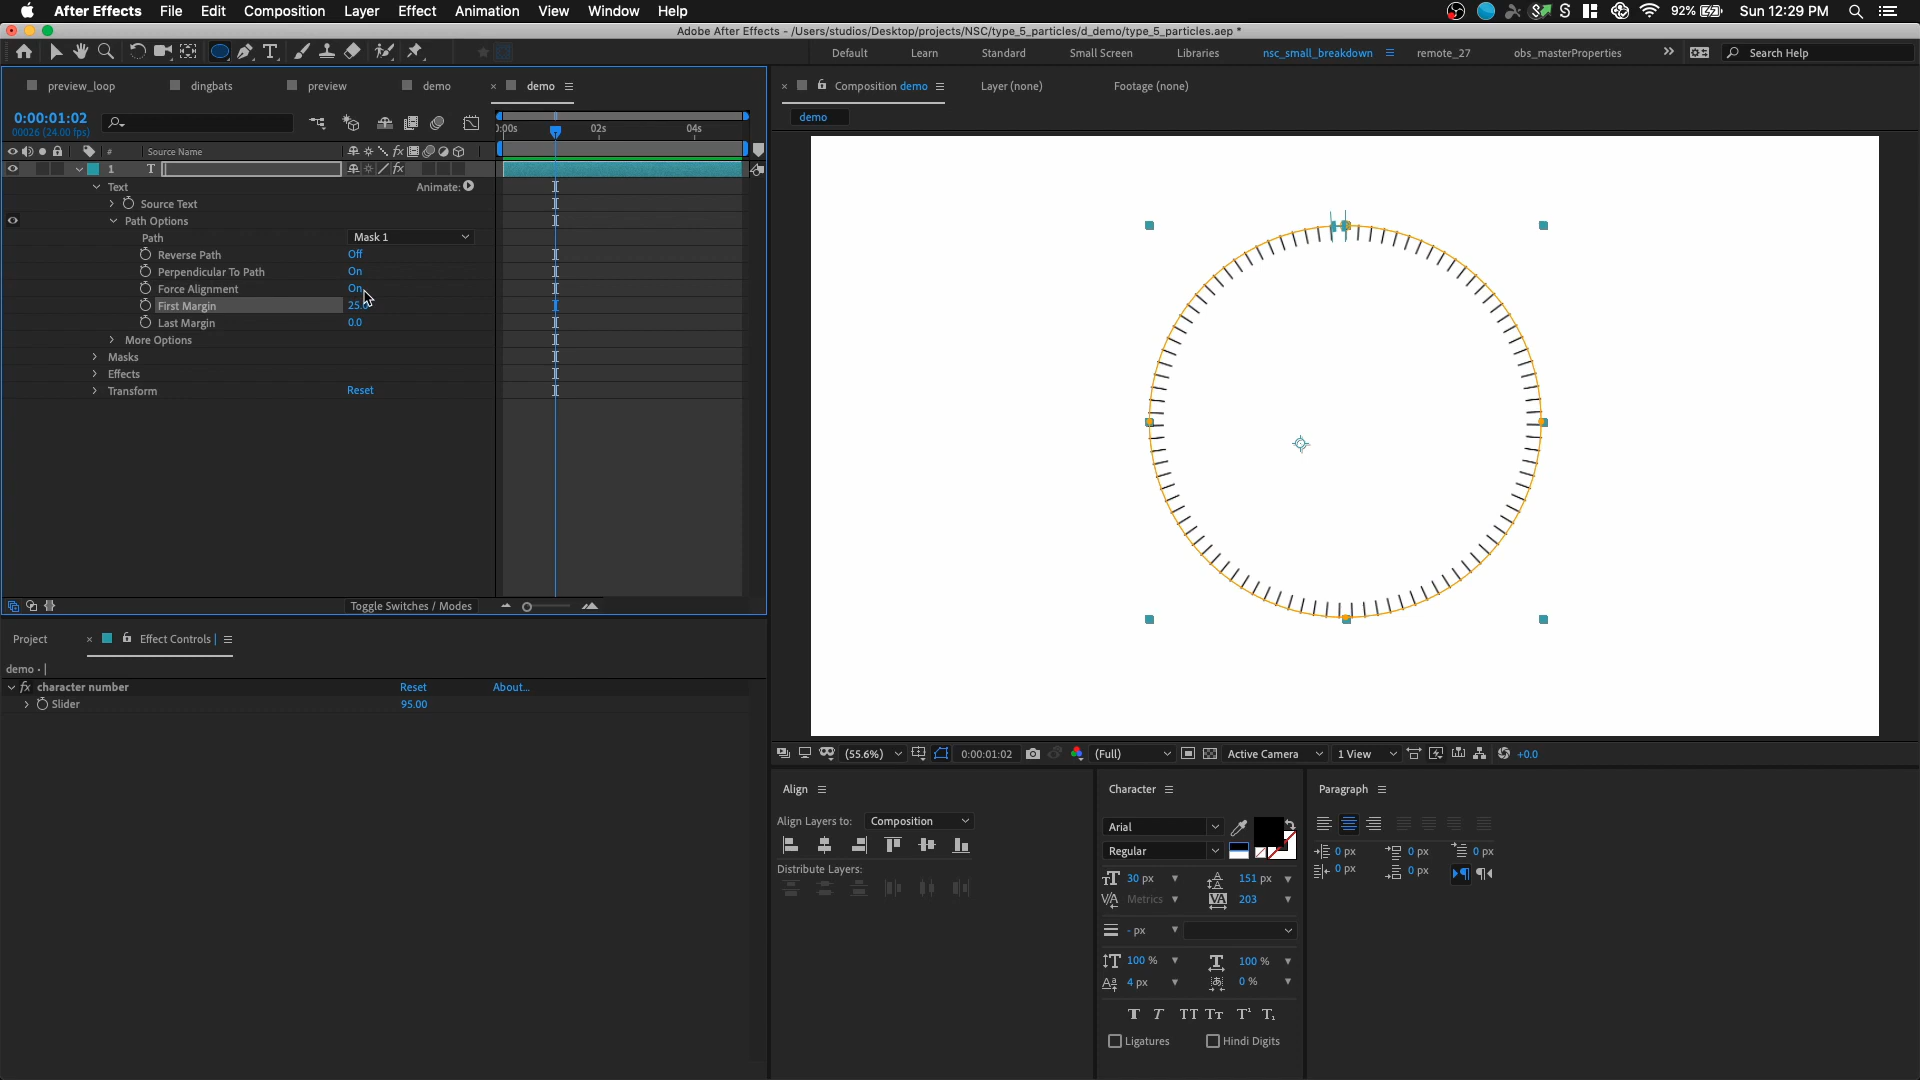 After Effects File Edit Composition Layer Effect Animation View Window Help 92% Sun 12:29 PM
Adobe After Effects - /Users/studios/Desktop/projects/NSC/type_5_particles/d_demo/type_5_particles.aep *
Default Learn Standard Small Screen Libraries nsc_small_breakdown remote_27 obs_masterProperties Search Help
preview_loop dingbats preview demo demo
Composition demo Layer (none) Footage (none)
demo
0:00:01:02
00026 (24.00 fps)
02s 04s
# Source Name
1 T |
Text Animate:
Source Text
Path Options
Path Mask 1
Reverse Path Off
Perpendicular To Path On
Force Alignment On
First Margin
Last Margin 0.0
More Options
Masks
Effects
Transform Reset
Toggle Switches / Modes
Project Effect Controls |
demo • |
fx character number Reset About...
Slider 95.00
(55.6%) 0:00:01:02 (Full) Active Camera 1 View +0.0
Align
Align Layers to: Composition
Distribute Layers:
Character
Arial
Regular
30 px 151 px
Metrics 203
- px
100 % 100 %
4 px 0 %
Ligatures Hindi Digits
Paragraph
0 px 0 px 0 px
0 px 0 px